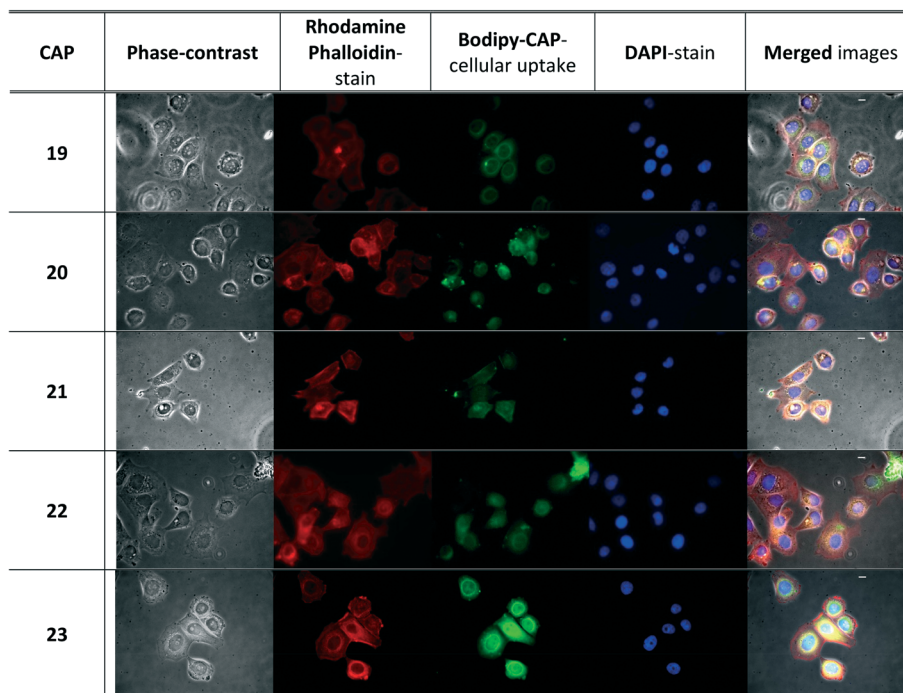 CAP
Phase-contrast
Rhodamine
Phalloidin-
stain
Bodipy-CAP-
cellular uptake
DAPI-stain
Merged images
19
20
21
22
23